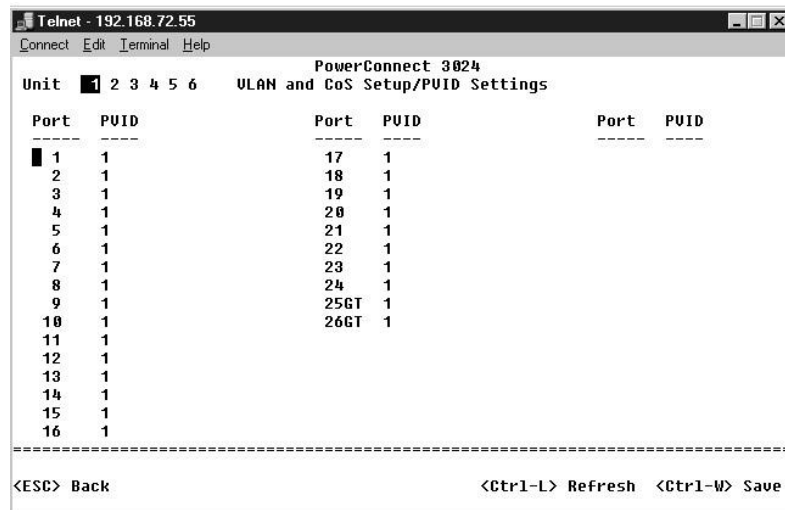 Telnet - 192.168.72.55
Connect Edit Terminal Help
PowerConnect 3024
Unit 1 2 3 4 5 6 VLAN and CoS Setup/PVID Settings
Port PVID Port PVID Port PVID
----- ---- ----- ---- ----- ----
1 1 17 1
2 1 18 1
3 1 19 1
4 1 20 1
5 1 21 1
6 1 22 1
7 1 23 1
8 1 24 1
9 1 25GT 1
10 1 26GT 1
11 1
12 1
13 1
14 1
15 1
16 1
<ESC> Back <Ctrl-L> Refresh <Ctrl-W> Save